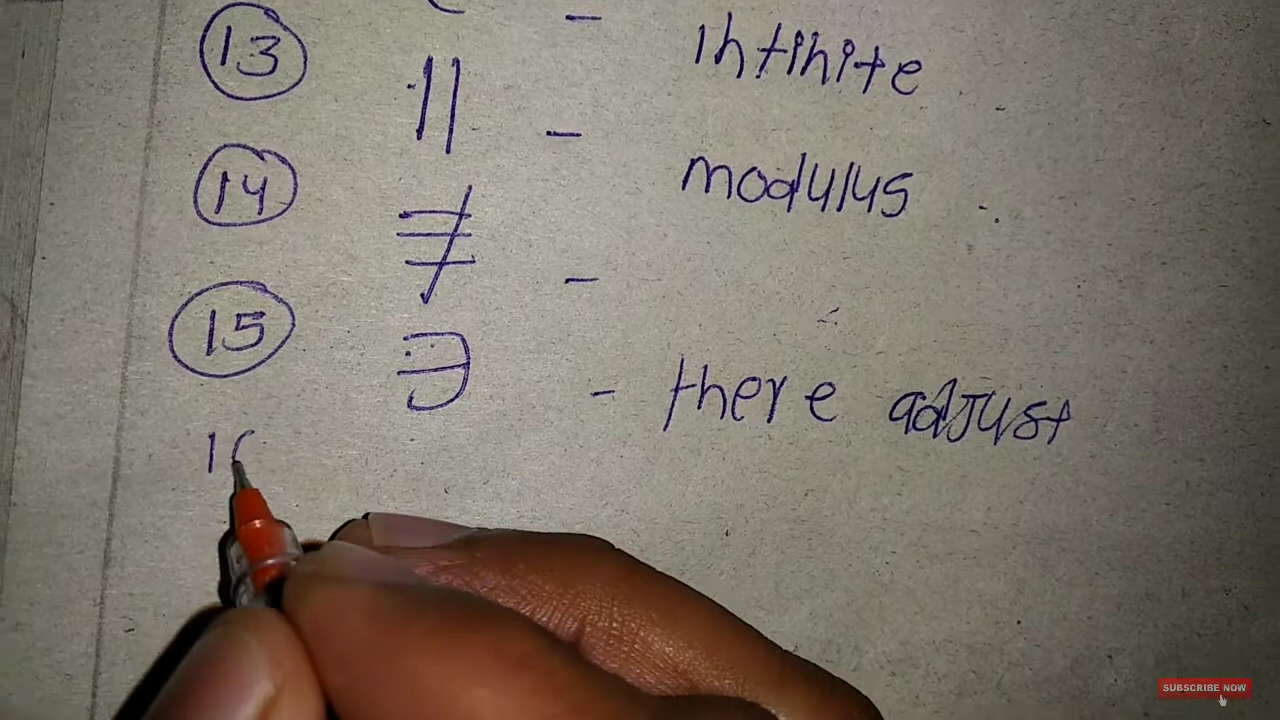 - infinite
13 || - modulus
14 ≢ -
15 ∃ - there adjust
16
SUBSCRIBE NOW